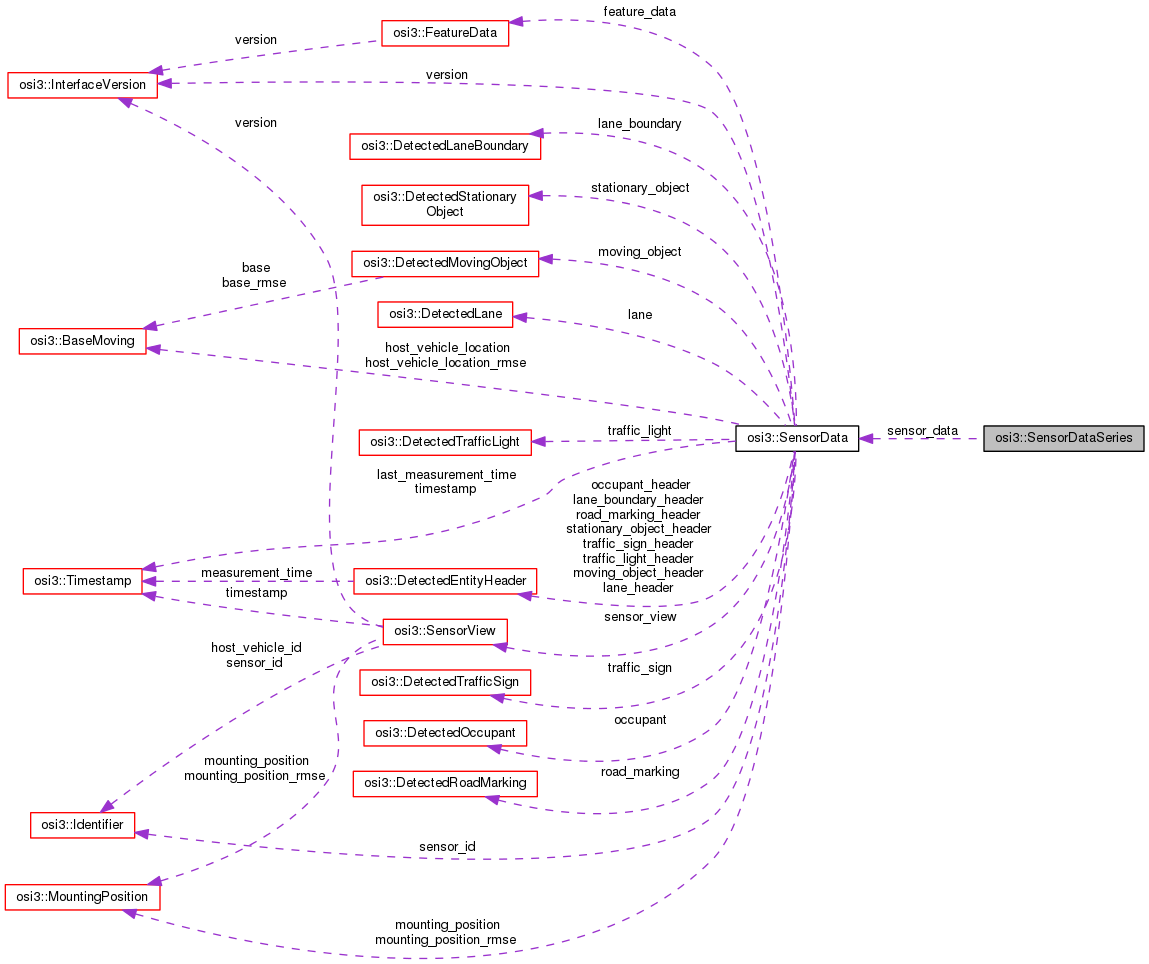 feature_data
osi3::FeatureData
version
version
osi3::InterfaceVersion
version
lane_boundary
osi3::DetectedLaneBoundary
stationary_object
osi3::DetectedStationary
Object
moving_object
osi3::DetectedMovingObject
base
base_rmse
lane
osi3::DetectedLane
osi3::BaseMoving
host_vehicle_location
host_vehicle_location_rmse
traffic_light
osi3::DetectedTrafficLight
osi3::SensorData
sensor_data
osi3::SensorDataSeries
last_measurement_time
timestamp
occupant_header
lane_boundary_header
road_marking_header
stationary_object_header
traffic_sign_header
traffic_light_header
moving_object_header
lane_header
osi3::Timestamp
measurement_time
osi3::DetectedEntityHeader
timestamp
sensor_view
osi3::SensorView
host_vehicle_id
sensor_id
traffic_sign
osi3::DetectedTrafficSign
occupant
osi3::DetectedOccupant
mounting_position
mounting_position_rmse
road_marking
osi3::DetectedRoadMarking
osi3::Identifier
sensor_id
osi3::MountingPosition
mounting_position
mounting_position_rmse